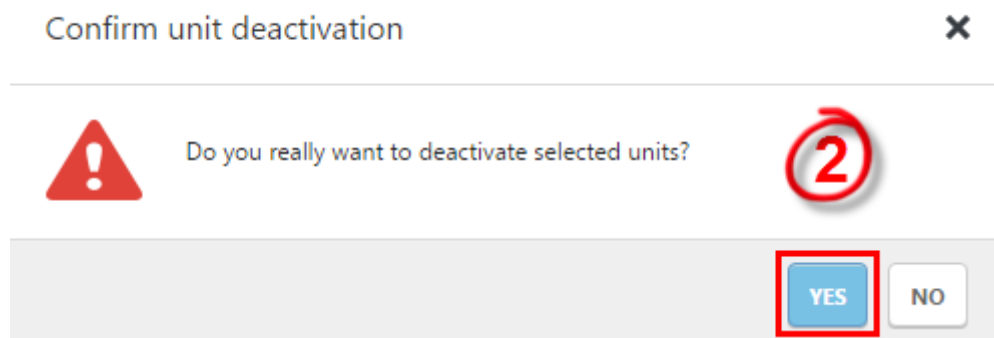 Confirm unit deactivation
Do you really want to deactivate selected units?
2
YES
NO